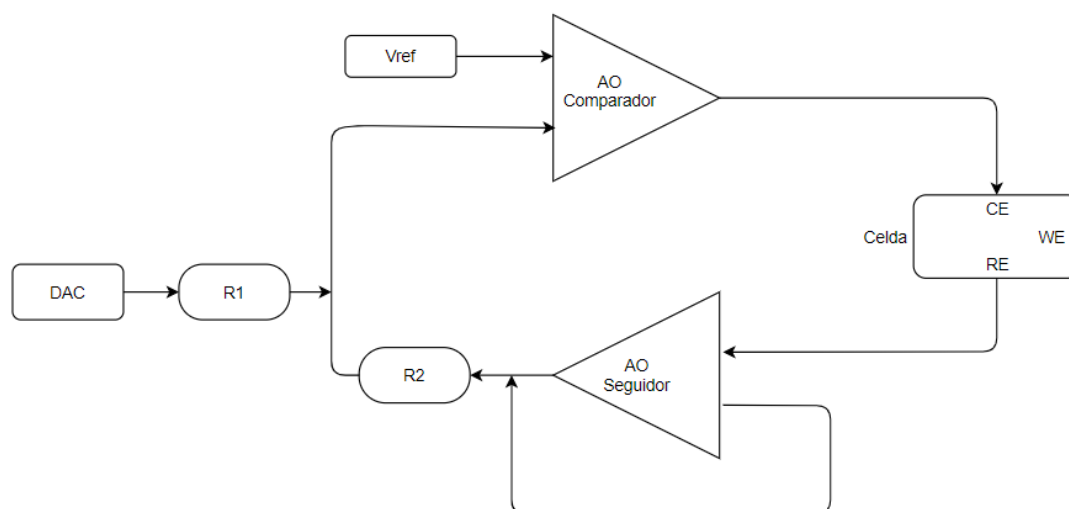 Vref
AO
Comparador
CE
Celda
WE
RE
DAC
R1
R2
AO
Seguidor